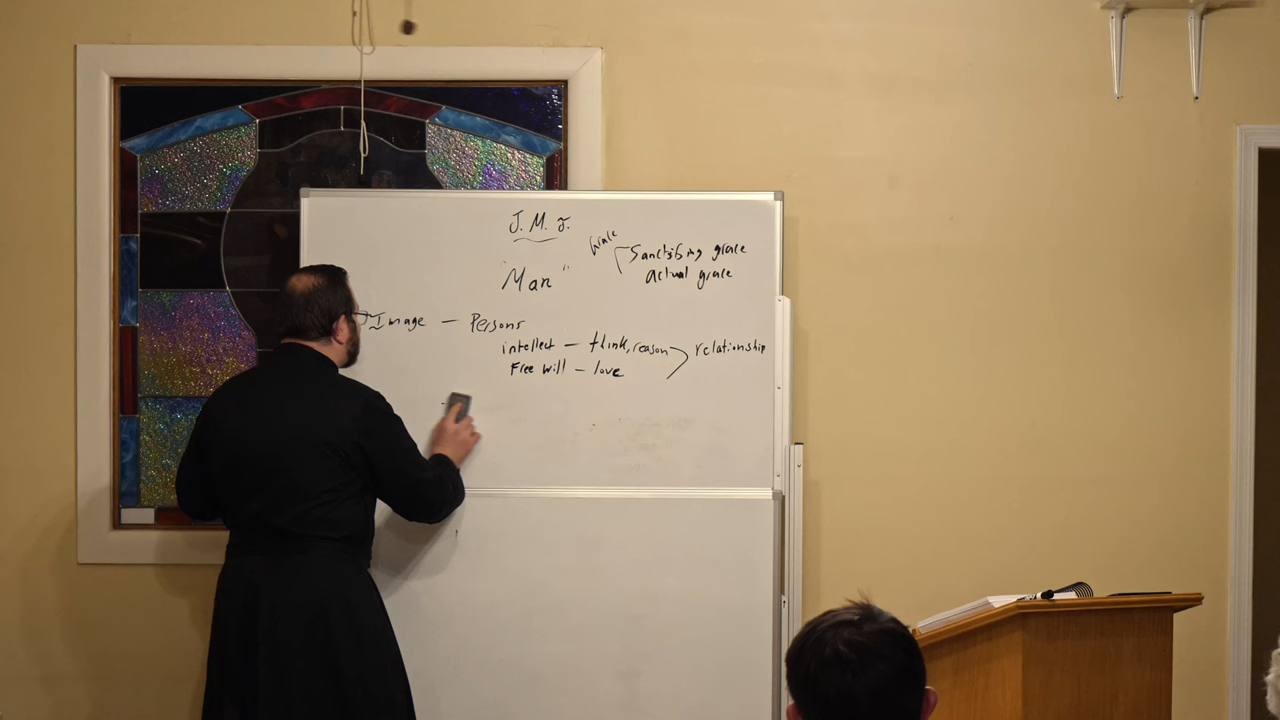 J. M. J.
Grace
Sanctifying grace
Actual grace
"Man"
Image — Persons
intellect — think, reason
relationship
Free will — love